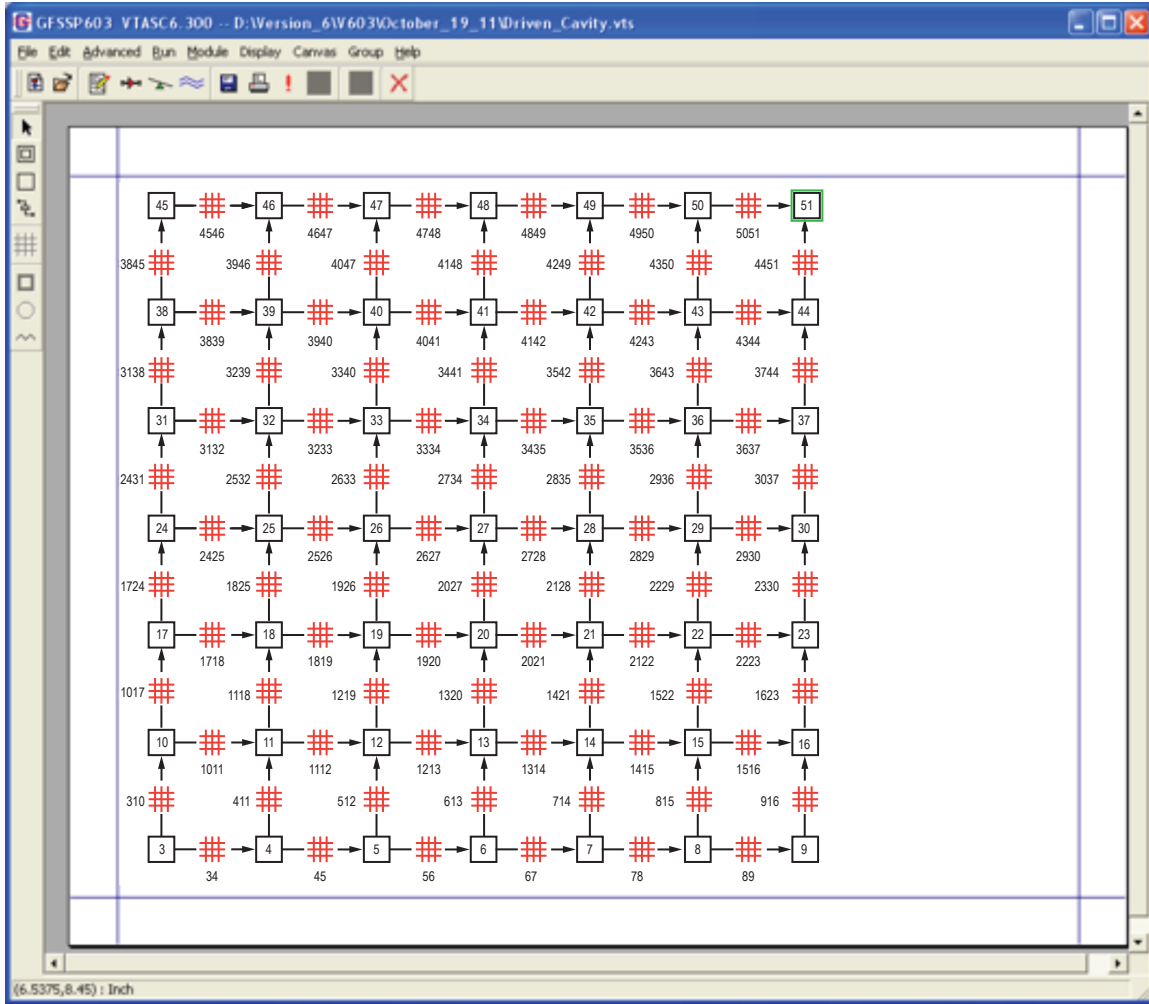 GFSSP603 VTASC6.300 -- D:\Version_6\V603\October_19_11\Driven_Cavity.vts
File Edit Advanced Run Module Display Canvas Group Help
45 46 47 48 49 50 51
4546 4647 4748 4849 4950 5051
3845 3946 4047 4148 4249 4350 4451
38 39 40 41 42 43 44
3839 3940 4041 4142 4243 4344
3138 3239 3340 3441 3542 3643 3744
31 32 33 34 35 36 37
3132 3233 3334 3435 3536 3637
2431 2532 2633 2734 2835 2936 3037
24 25 26 27 28 29 30
2425 2526 2627 2728 2829 2930
1724 1825 1926 2027 2128 2229 2330
17 18 19 20 21 22 23
1718 1819 1920 2021 2122 2223
1017 1118 1219 1320 1421 1522 1623
10 11 12 13 14 15 16
1011 1112 1213 1314 1415 1516
310 411 512 613 714 815 916
3 4 5 6 7 8 9
34 45 56 67 78 89
(6.5375,8.45) : Inch